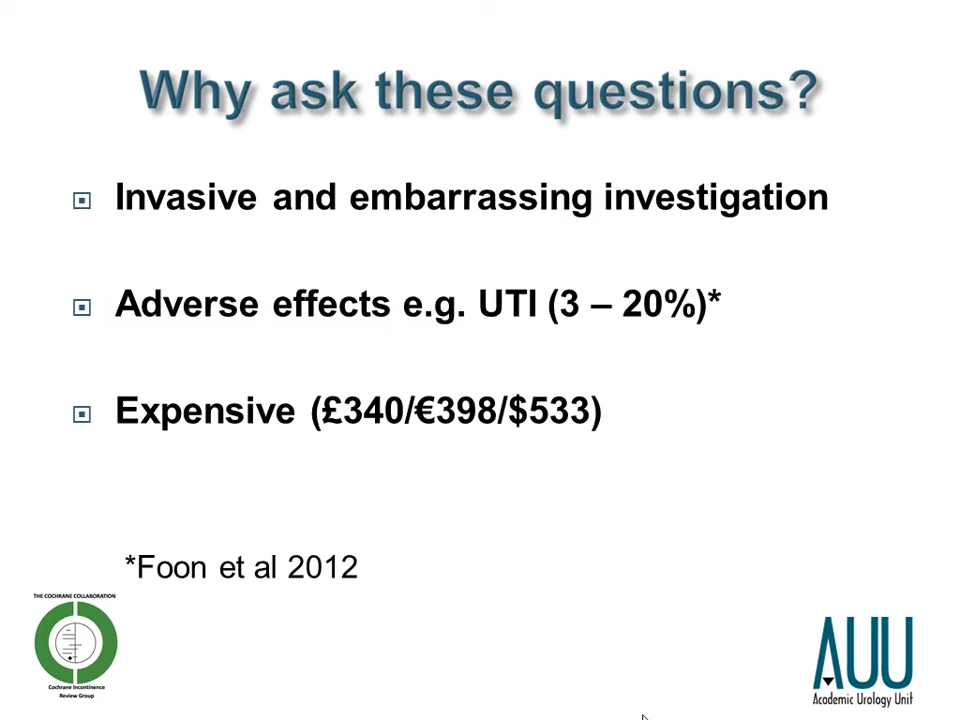 Why ask these questions?
Invasive and embarrassing investigation
Adverse effects e.g. UTI (3 – 20%)*
Expensive (£340/€398/$533)
*Foon et al 2012
THE COCHRANE COLLABORATION
Cochrane Incontinence
Review Group
AUU
Academic Urology Unit